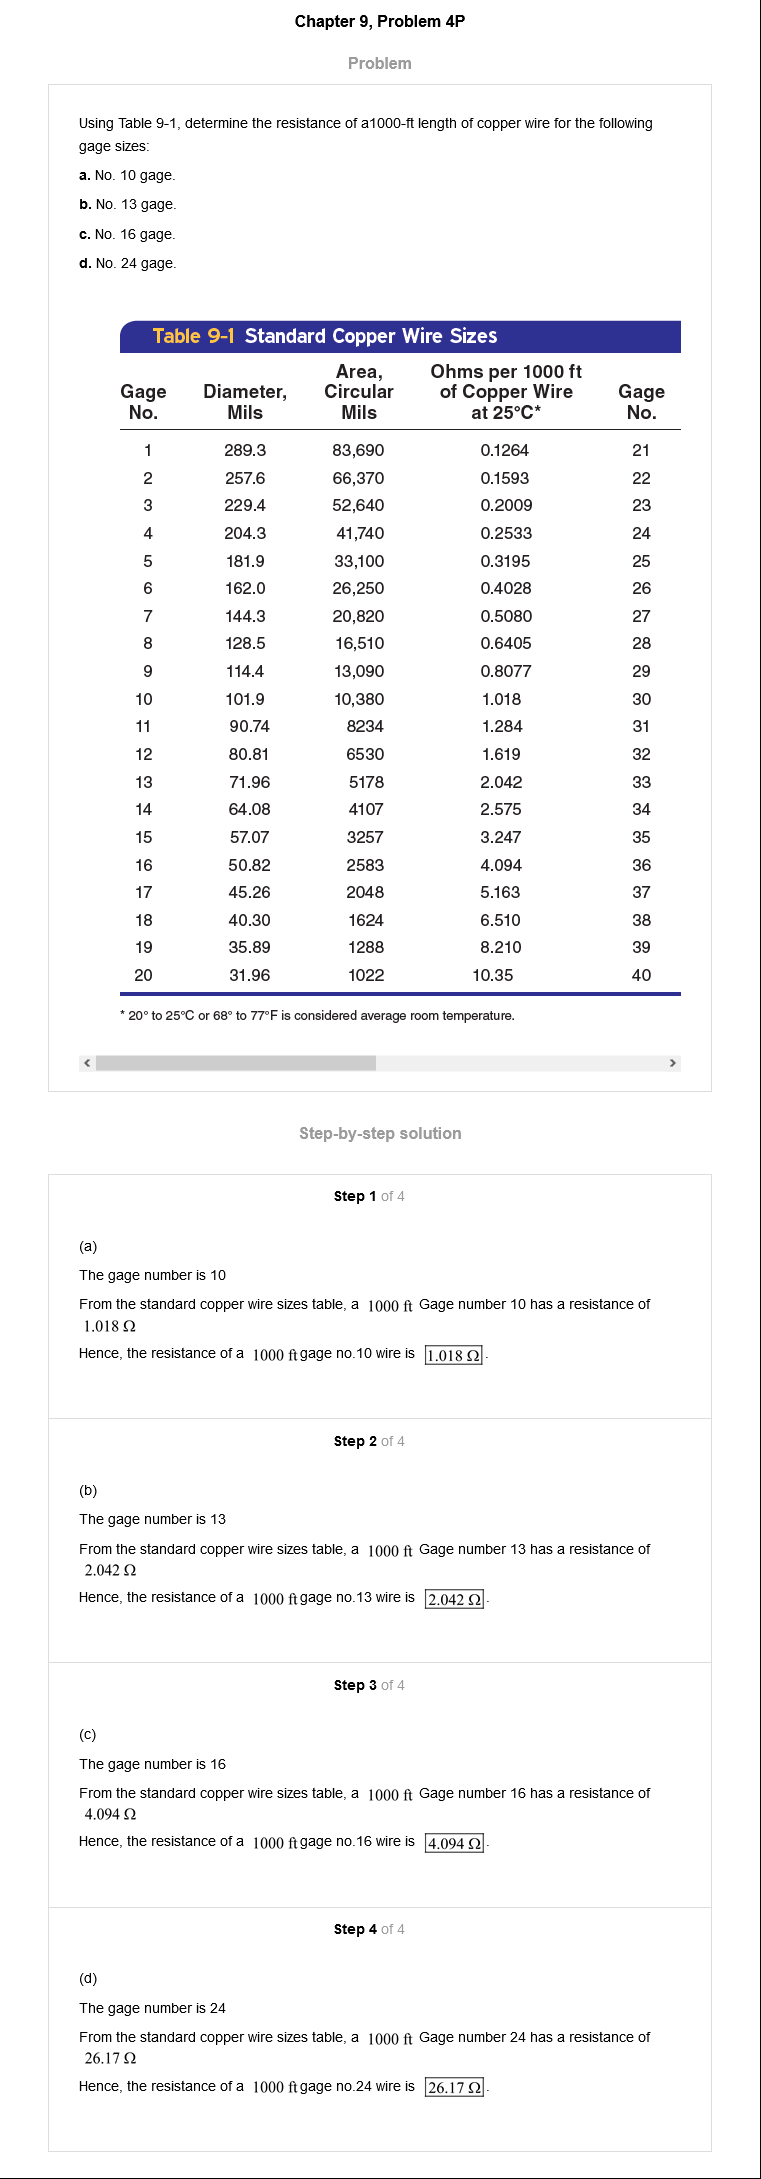 Chapter 9, Problem 4P
Problem
Using Table 9-1, determine the resistance of a1000-ft length of copper wire for the following
gage sizes:
a. No. 10 gage.
b. No. 13 gage.
c. No. 16 gage.
d. No. 24 gage.
Table 9-1 Standard Copper Wire Sizes
Gage No. Diameter, Mils Area, Circular Mils Ohms per 1000 ft of Copper Wire at 25°C* Gage No.
1 289.3 83,690 0.1264 21
2 257.6 66,370 0.1593 22
3 229.4 52,640 0.2009 23
4 204.3 41,740 0.2533 24
5 181.9 33,100 0.3195 25
6 162.0 26,250 0.4028 26
7 144.3 20,820 0.5080 27
8 128.5 16,510 0.6405 28
9 114.4 13,090 0.8077 29
10 101.9 10,380 1.018 30
11 90.74 8234 1.284 31
12 80.81 6530 1.619 32
13 71.96 5178 2.042 33
14 64.08 4107 2.575 34
15 57.07 3257 3.247 35
16 50.82 2583 4.094 36
17 45.26 2048 5.163 37
18 40.30 1624 6.510 38
19 35.89 1288 8.210 39
20 31.96 1022 10.35 40
* 20° to 25°C or 68° to 77°F is considered average room temperature.
Step-by-step solution
Step 1 of 4
(a)
The gage number is 10
From the standard copper wire sizes table, a 1000 ft Gage number 10 has a resistance of
1.018 Ω
Hence, the resistance of a 1000 ft gage no.10 wire is 1.018 Ω.
Step 2 of 4
(b)
The gage number is 13
From the standard copper wire sizes table, a 1000 ft Gage number 13 has a resistance of
2.042 Ω
Hence, the resistance of a 1000 ft gage no.13 wire is 2.042 Ω.
Step 3 of 4
(c)
The gage number is 16
From the standard copper wire sizes table, a 1000 ft Gage number 16 has a resistance of
4.094 Ω
Hence, the resistance of a 1000 ft gage no.16 wire is 4.094 Ω.
Step 4 of 4
(d)
The gage number is 24
From the standard copper wire sizes table, a 1000 ft Gage number 24 has a resistance of
26.17 Ω
Hence, the resistance of a 1000 ft gage no.24 wire is 26.17 Ω.